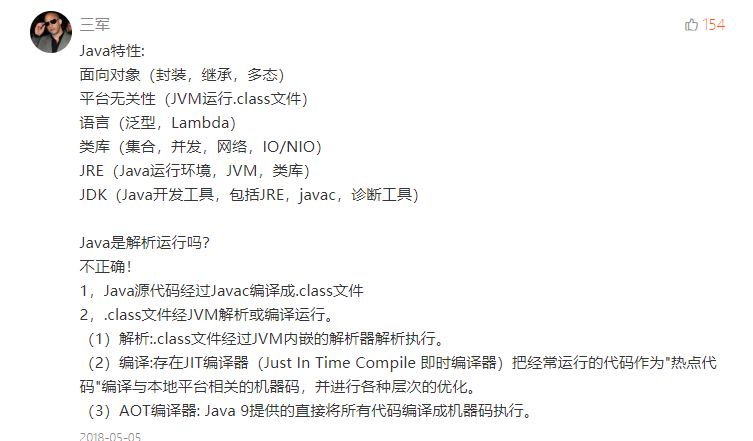 三军
154
Java特性:
面向对象（封装，继承，多态）
平台无关性（JVM运行.class文件）
语言（泛型，Lambda）
类库（集合，并发，网络，IO/NIO）
JRE（Java运行环境，JVM，类库）
JDK（Java开发工具，包括JRE，javac，诊断工具）
Java是解析运行吗？
不正确！
1，Java源代码经过Javac编译成.class文件
2，.class文件经JVM解析或编译运行。
（1）解析:.class文件经过JVM内嵌的解析器解析执行。
（2）编译:存在JIT编译器（Just In Time Compile 即时编译器）把经常运行的代码作为"热点代
码"编译与本地平台相关的机器码，并进行各种层次的优化。
（3）AOT编译器: Java 9提供的直接将所有代码编译成机器码执行。
2018-05-05